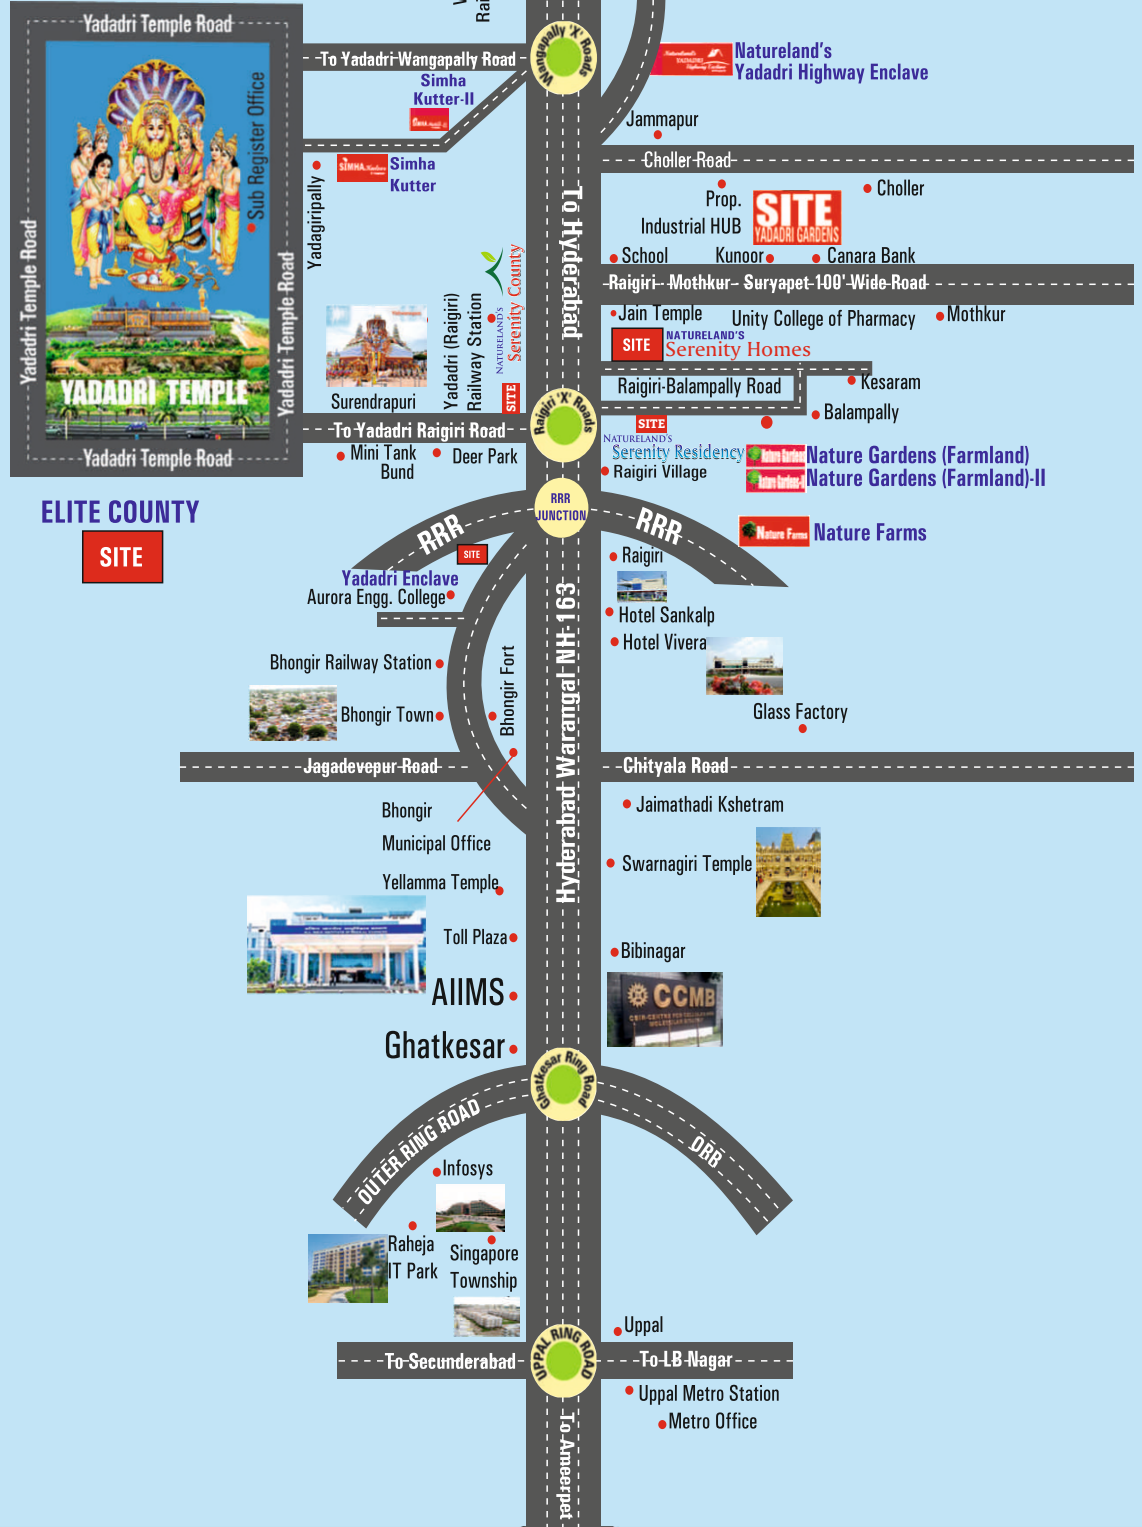 Yadadri Temple Road
Yadadri Temple Road
Yadadri Temple Road
Yadadri Temple Road
Sub Register Office
YADADRI TEMPLE
ELITE COUNTY
SITE
Rai
To Yadadri Wangapally Road
Wangapally 'X' Roads
Simha
Kutter-II
SIMHA
Simha
Kutter
Yadagiripally
Natureland's
Yadadri Highway Enclave
Jammapur
Choller Road
Prop.
Industrial HUB
Choller
SITE
YADADRI GARDENS
School
Kunoor
Canara Bank
Raigiri - Mothkur - Suryapet 100' Wide Road
Jain Temple
Unity College of Pharmacy
Mothkur
SITE
NATURELAND'S
Serenity Homes
To Hyderabad
NATURELAND'S
Serenity County
SITE
Yadadri (Raigiri)
Railway Station
Surendrapuri
Raigiri-Balampally Road
Kesaram
Balampally
To Yadadri Raigiri Road
Raigiri 'X' Roads
SITE
NATURELAND'S
Serenity Residency
Raigiri Village
Nature Gardens
Nature Gardens (Farmland)
Nature Gardens-II
Nature Gardens (Farmland)-II
Mini Tank
Bund
Deer Park
RRR
JUNCTION
RRR
RRR
Nature Farms
Nature Farms
SITE
Yadadri Enclave
Aurora Engg. College
Raigiri
Hotel Sankalp
Hotel Vivera
Hyderabad Warangal NH-163
Bhongir Railway Station
Bhongir Town
Bhongir Fort
Glass Factory
Jagadevepur Road
Chityala Road
Bhongir
Municipal Office
Jaimathadi Kshetram
Yellamma Temple
Swarnagiri Temple
Toll Plaza
Bibinagar
AIIMS
CCMB
Ghatkesar
Ghatkesar Ring Road
OUTER RING ROAD
ORR
Infosys
Raheja
IT Park
Singapore
Township
Uppal
To Secunderabad
UPPAL RING ROAD
To LB Nagar
Uppal Metro Station
Metro Office
To Ameerpet